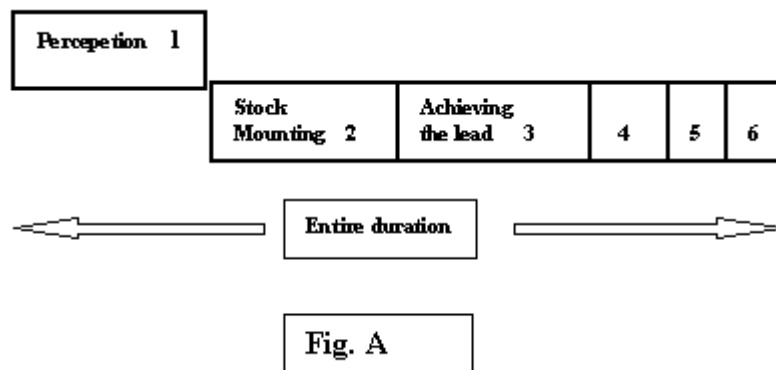 Percepetion 1
Stock
Mounting 2
Achieving
the lead 3
4
5
6
Entire duration
Fig. A